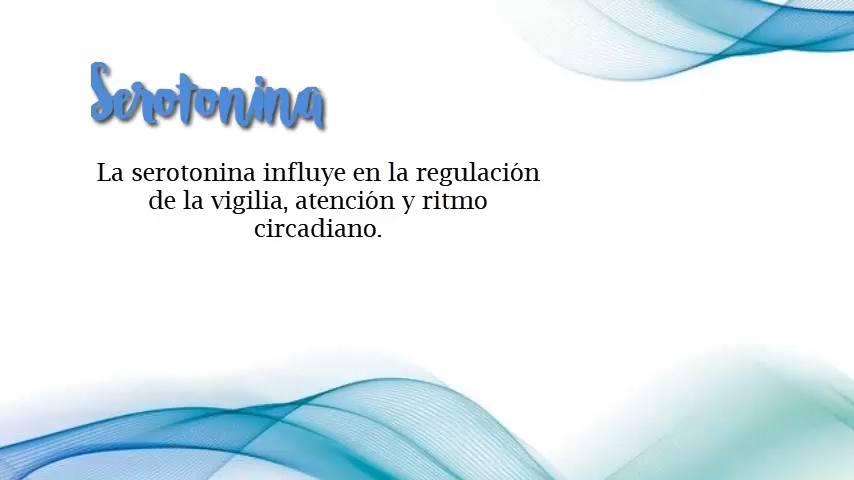 Serotonina
La serotonina influye en la regulación
de la vigilia, atención y ritmo
circadiano.